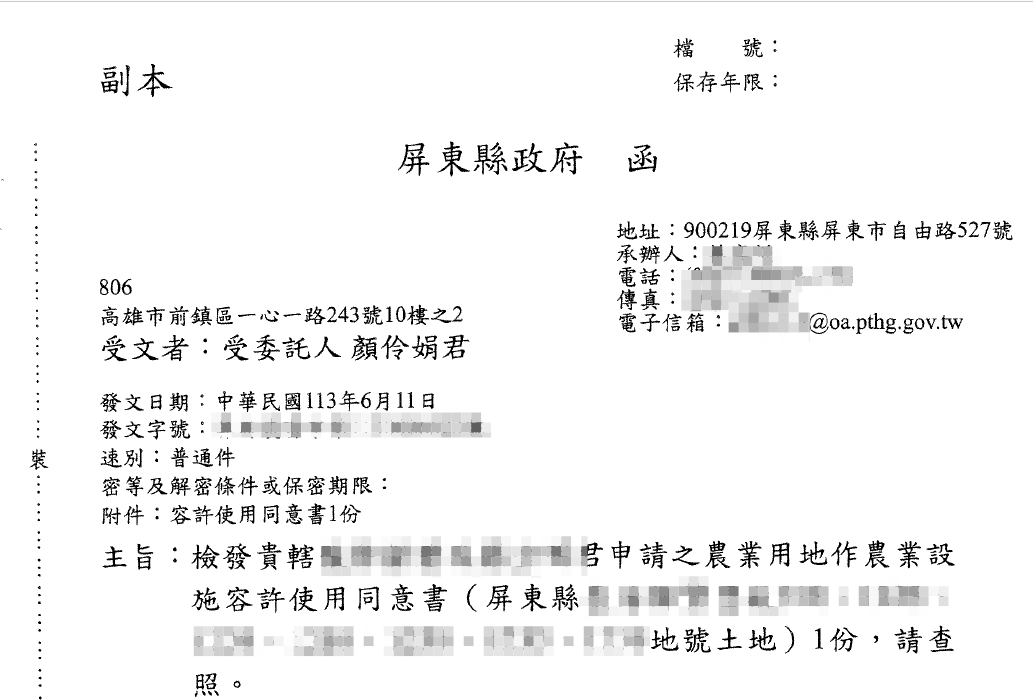 檔　　號：
保存年限：
副本
屏東縣政府　函
地址：900219屏東縣屏東市自由路527號
承辦人：
電話：
傳真：
電子信箱：@oa.pthg.gov.tw
806
高雄市前鎮區一心一路243號10樓之2
受文者：受委託人 顏伶娟君
發文日期：中華民國113年6月11日
發文字號：
速別：普通件
密等及解密條件或保密期限：
附件：容許使用同意書1份
裝
主旨：檢發貴轄君申請之農業用地作農業設
施容許使用同意書（屏東縣
地號土地）1份，請查
照。